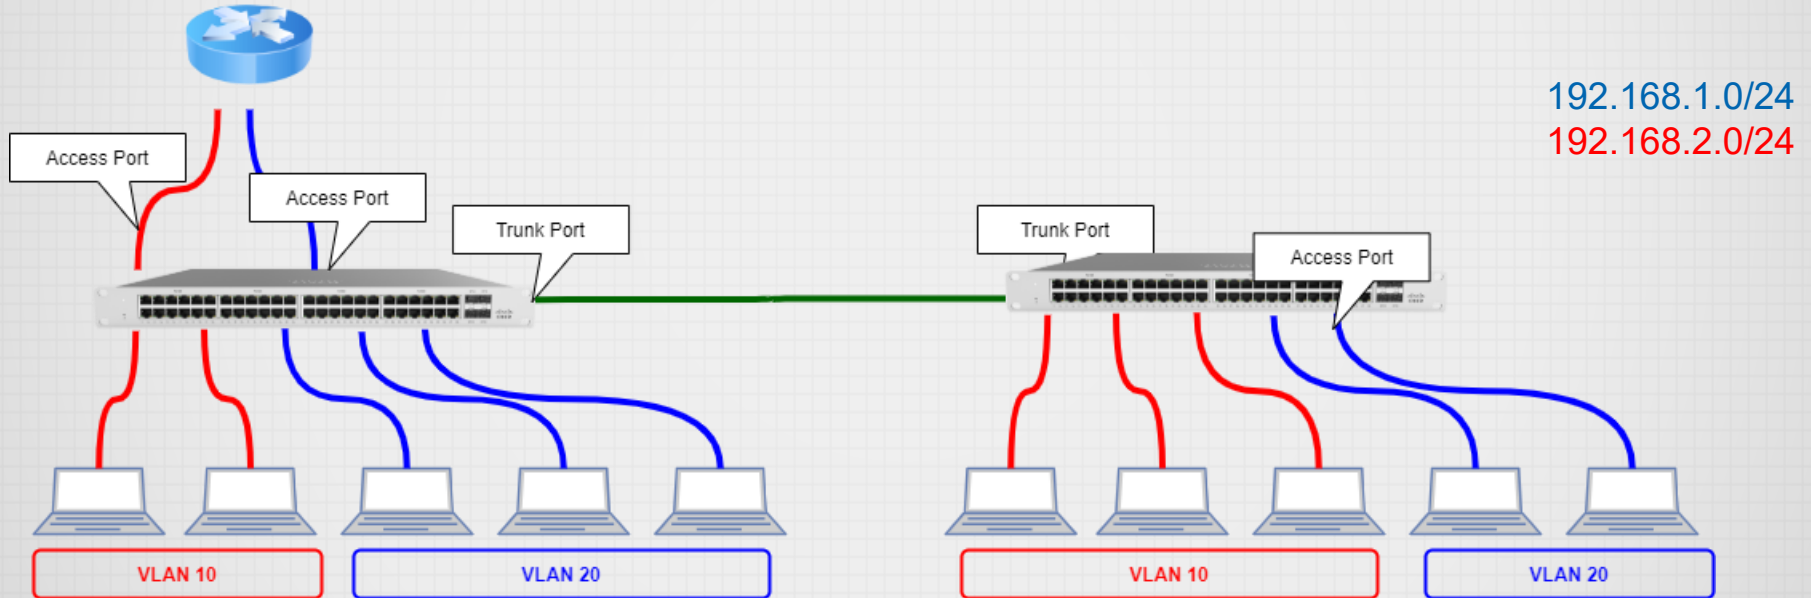 192.168.1.0/24
192.168.2.0/24
Access Port
Access Port
Trunk Port
Trunk Port
Access Port
VLAN 10
VLAN 20
VLAN 10
VLAN 20